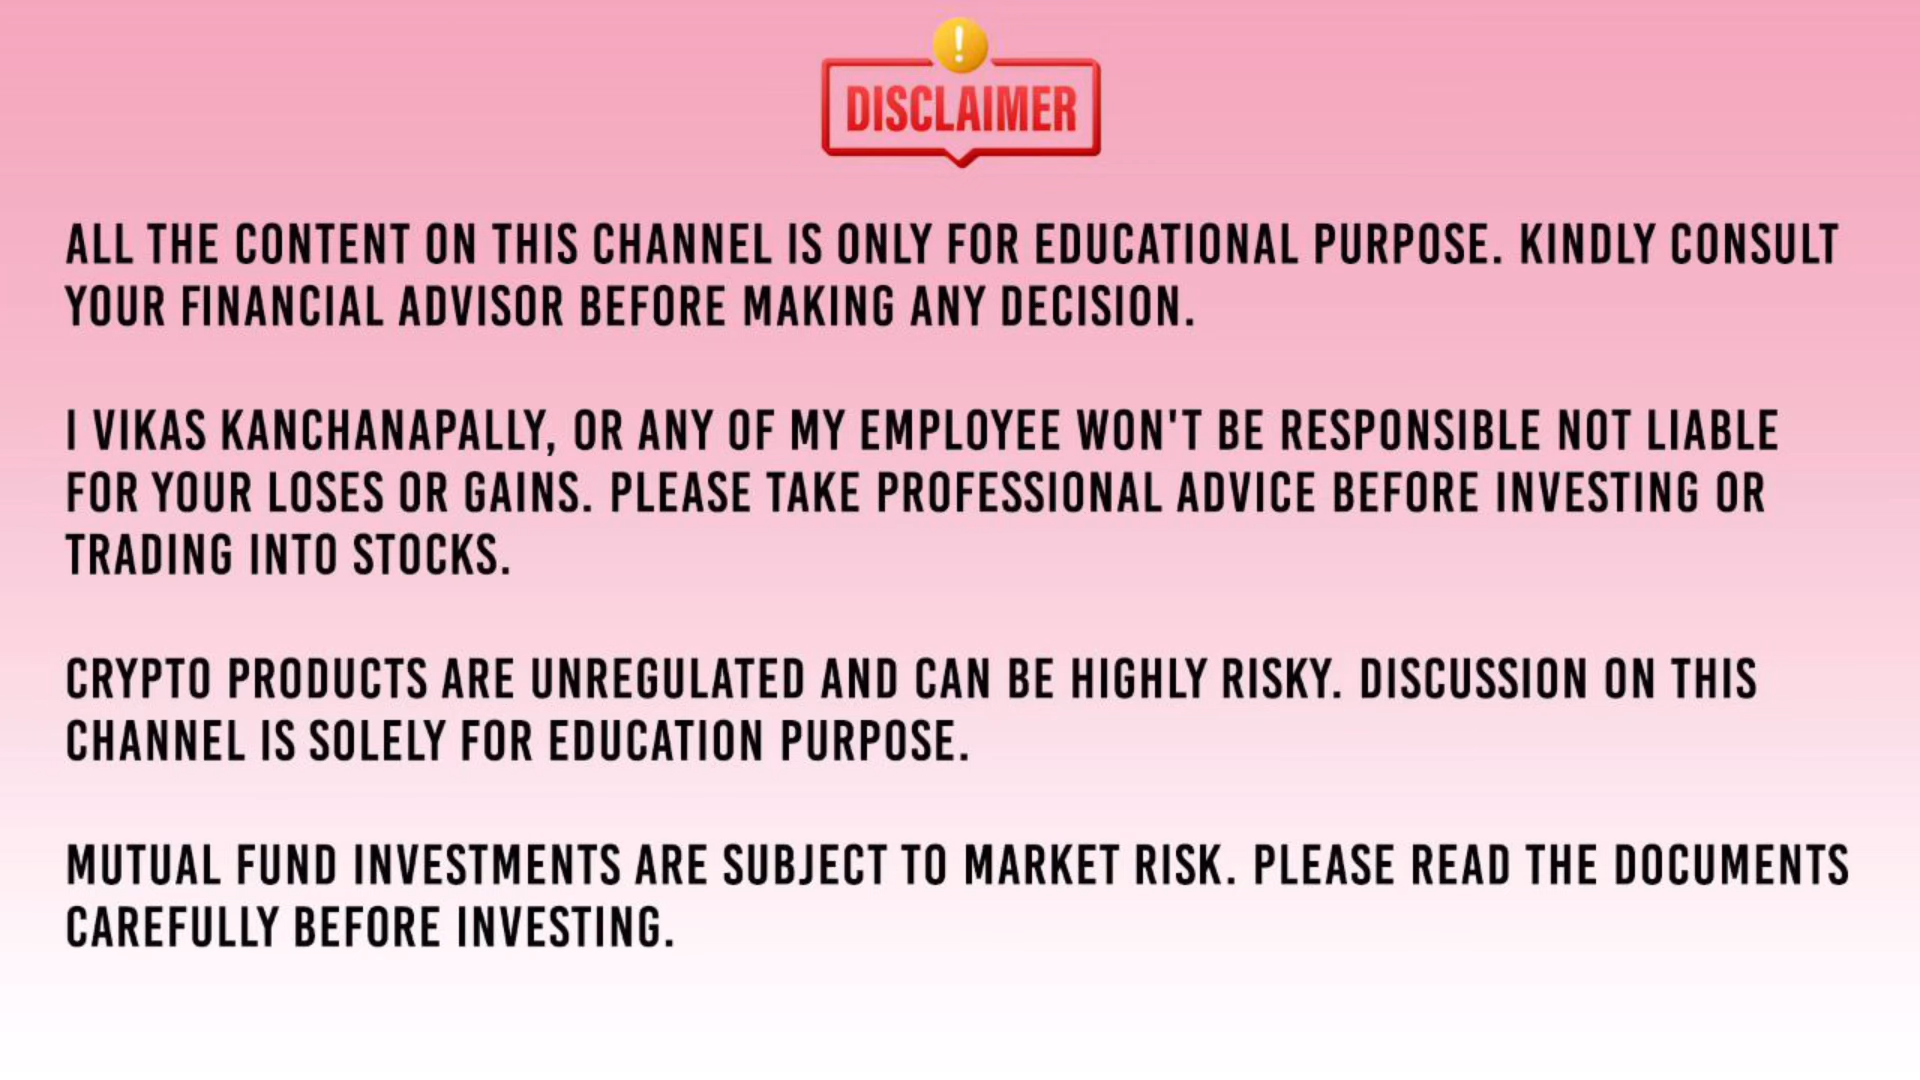 DISCLAIMER
ALL THE CONTENT ON THIS CHANNEL IS ONLY FOR EDUCATIONAL PURPOSE. KINDLY CONSULT
YOUR FINANCIAL ADVISOR BEFORE MAKING ANY DECISION.
I VIKAS KANCHANAPALLY, OR ANY OF MY EMPLOYEE WON'T BE RESPONSIBLE NOT LIABLE
FOR YOUR LOSES OR GAINS. PLEASE TAKE PROFESSIONAL ADVICE BEFORE INVESTING OR
TRADING INTO STOCKS.
CRYPTO PRODUCTS ARE UNREGULATED AND CAN BE HIGHLY RISKY. DISCUSSION ON THIS
CHANNEL IS SOLELY FOR EDUCATION PURPOSE.
MUTUAL FUND INVESTMENTS ARE SUBJECT TO MARKET RISK. PLEASE READ THE DOCUMENTS
CAREFULLY BEFORE INVESTING.